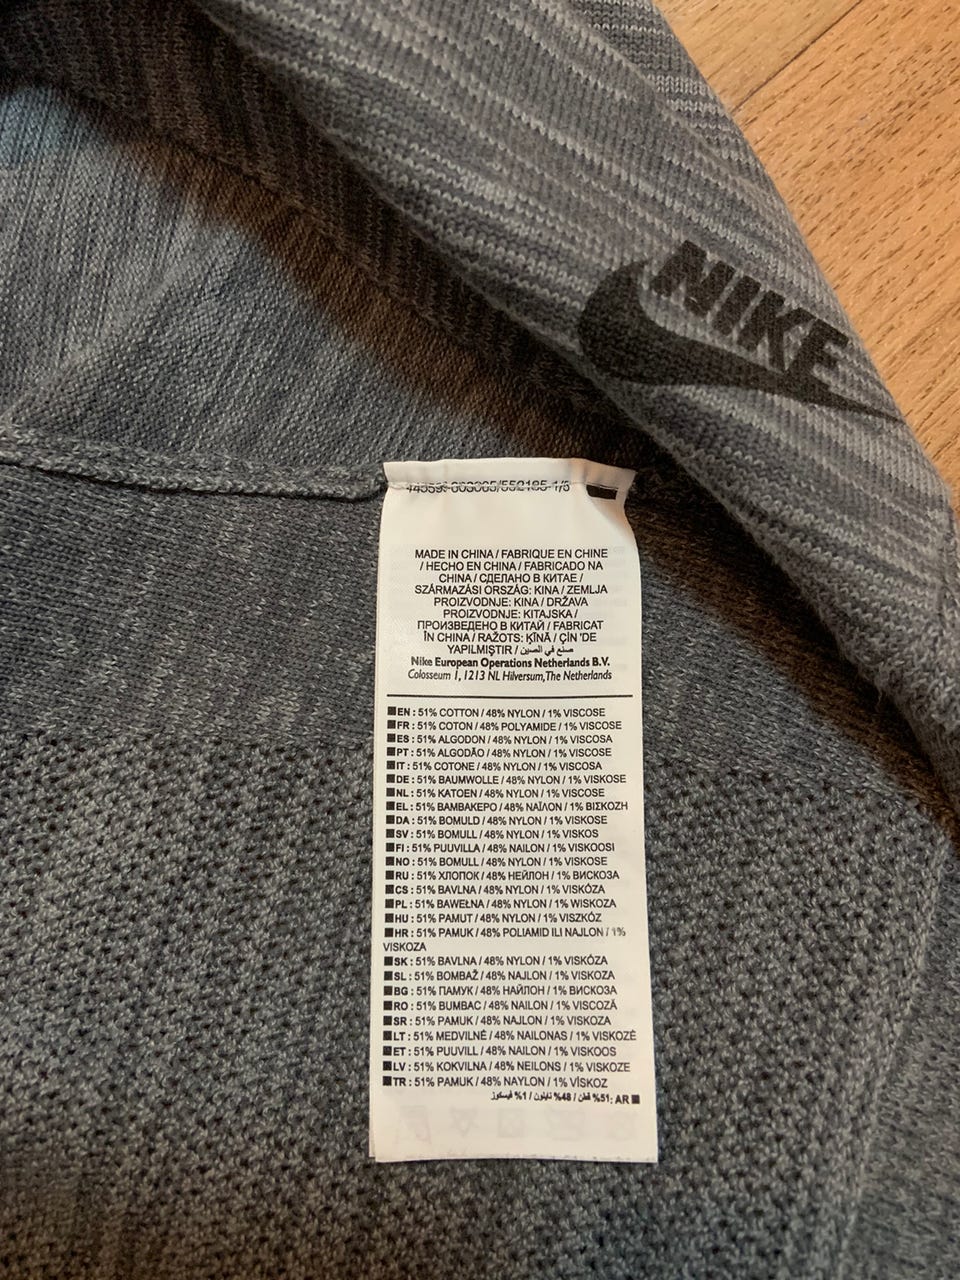 NIKE
MADE IN CHINA / FABRIQUE EN CHINE
/ HECHO EN CHINA / FABRICADO NA
CHINA / СДЕЛАНО В КИТАЕ /
SZÁRMAZÁSI ORSZÁG: KINA / ZEMLJA
PROIZVODNJE: KINA / DRŽAVA
PROIZVODNJE: KITAJSKA /
ПРОИЗВЕДЕНО В КИТАЙ / FABRICAT
ÎN CHINA / RAŽOTS: ĶĪNĀ / ÇIN 'DE
YAPILMIŞTIR / صنع في الصين
Nike European Operations Netherlands B.V.
Colosseum 1, 1213 NL Hilversum, The Netherlands
EN : 51% COTTON / 48% NYLON / 1% VISCOSE
FR : 51% COTON / 48% POLYAMIDE / 1% VISCOSE
ES : 51% ALGODON / 48% NYLON / 1% VISCOSA
PT : 51% ALGODÃO / 48% NYLON / 1% VISCOSE
IT : 51% COTONE / 48% NYLON / 1% VISCOSA
DE : 51% BAUMWOLLE / 48% NYLON / 1% VISKOSE
NL : 51% KATOEN / 48% NYLON / 1% VISCOSE
EL : 51% ΒΑΜΒΑΚΕΡΟ / 48% ΝΑΪΛΟΝ / 1% ΒΙΣΚΟΖΗ
DA : 51% BOMULD / 48% NYLON / 1% VISKOSE
SV : 51% BOMULL / 48% NYLON / 1% VISKOS
FI : 51% PUUVILLA / 48% NAILON / 1% VISKOOSI
NO : 51% BOMULL / 48% NYLON / 1% VISKOSE
RU : 51% ХЛОПОК / 48% НЕЙЛОН / 1% ВИСКОЗА
CS : 51% BAVLNA / 48% NYLON / 1% VISKÓZA
PL : 51% BAWEŁNA / 48% NYLON / 1% WISKOZA
HU : 51% PAMUT / 48% NYLON / 1% VISZKÓZ
HR : 51% PAMUK / 48% POLIAMID ILI NAJLON / 1%
VISKOZA
SK : 51% BAVLNA / 48% NYLON / 1% VISKÓZA
SL : 51% BOMBAŽ / 48% NAJLON / 1% VISKOZA
BG : 51% ПАМУК / 48% НАЙЛОН / 1% ВИСКОЗА
RO : 51% BUMBAC / 48% NAILON / 1% VISCOZĂ
SR : 51% PAMUK / 48% NAJLON / 1% VISKOZA
LT : 51% MEDVILNĖ / 48% NAILONAS / 1% VISKOZĖ
ET : 51% PUUVILL / 48% NAILON / 1% VISKOOS
LV : 51% KOKVILNA / 48% NEILONS / 1% VISKOZE
TR : 51% PAMUK / 48% NAYLON / 1% VİSKOZ
AR :51% قطن / 48% نايلون / 1% فيسكوز